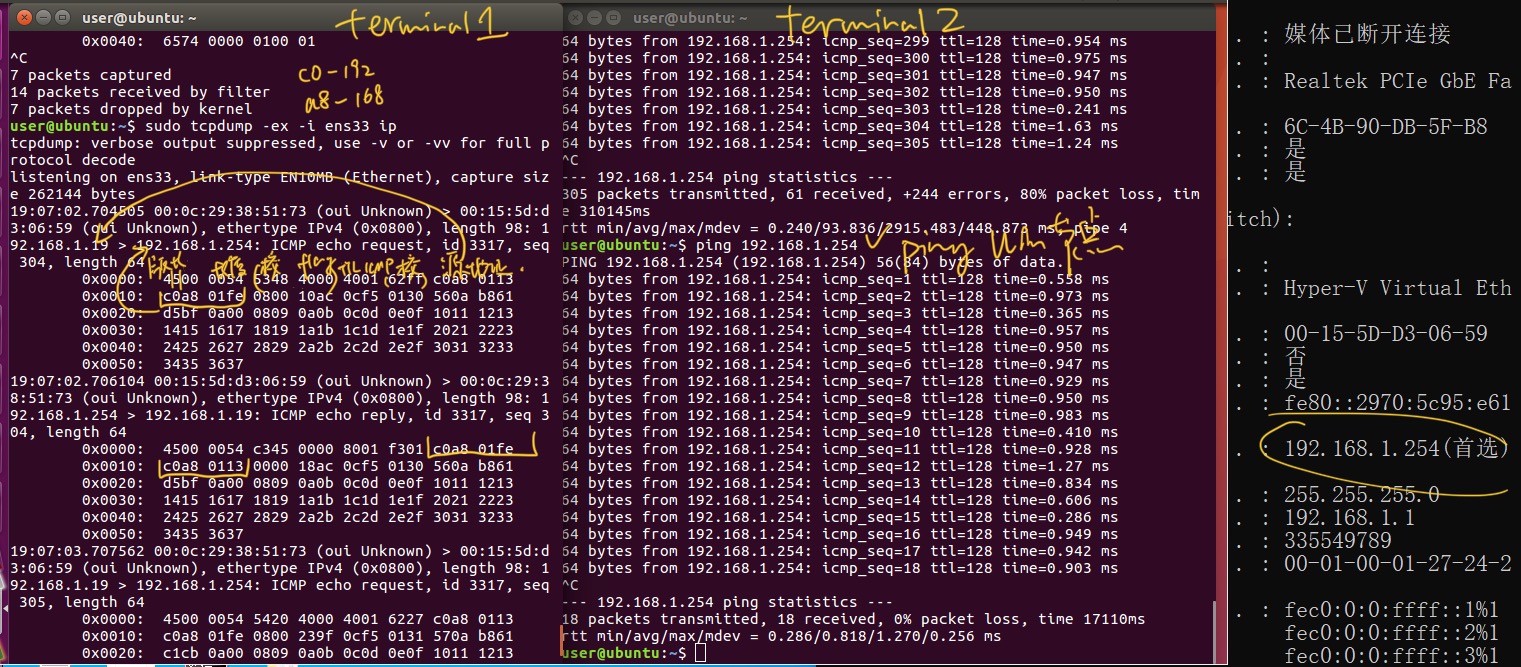 user@ubuntu: ~
terminal 1
0x0040:  6574 0000 0100 01
^C
7 packets captured
c0-192
14 packets received by filter
a8-168
7 packets dropped by kernel
user@ubuntu:~$ sudo tcpdump -ex -i ens33 ip
tcpdump: verbose output suppressed, use -v or -vv for full p
rotocol decode
listening on ens33, link-type EN10MB (Ethernet), capture siz
e 262144 bytes
19:07:02.704505 00:0c:29:38:51:73 (oui Unknown) > 00:15:5d:d
3:06:59 (oui Unknown), ethertype IPv4 (0x0800), length 98: 1
92.168.1.19 > 192.168.1.254: ICMP echo request, id 3317, seq
304, length 64
0x0000:  4500 0054 5348 4000 4001 62ff c0a8 0113
0x0010:  c0a8 01fe 0800 10ac 0cf5 0130 560a b861
0x0020:  d5bf 0a00 0809 0a0b 0c0d 0e0f 1011 1213
0x0030:  1415 1617 1819 1a1b 1c1d 1e1f 2021 2223
0x0040:  2425 2627 2829 2a2b 2c2d 2e2f 3031 3233
0x0050:  3435 3637
19:07:02.706104 00:15:5d:d3:06:59 (oui Unknown) > 00:0c:29:3
8:51:73 (oui Unknown), ethertype IPv4 (0x0800), length 98: 1
92.168.1.254 > 192.168.1.19: ICMP echo reply, id 3317, seq 3
04, length 64
0x0000:  4500 0054 c345 0000 8001 f301 c0a8 01fe
0x0010:  c0a8 0113 0000 18ac 0cf5 0130 560a b861
0x0020:  d5bf 0a00 0809 0a0b 0c0d 0e0f 1011 1213
0x0030:  1415 1617 1819 1a1b 1c1d 1e1f 2021 2223
0x0040:  2425 2627 2829 2a2b 2c2d 2e2f 3031 3233
0x0050:  3435 3637
19:07:03.707562 00:0c:29:38:51:73 (oui Unknown) > 00:15:5d:d
3:06:59 (oui Unknown), ethertype IPv4 (0x0800), length 98: 1
92.168.1.19 > 192.168.1.254: ICMP echo request, id 3317, seq
305, length 64
0x0000:  4500 0054 5420 4000 4001 6227 c0a8 0113
0x0010:  c0a8 01fe 0800 239f 0cf5 0131 570a b861
0x0020:  c1cb 0a00 0809 0a0b 0c0d 0e0f 1011 1213
user@ubuntu: ~
terminal 2
64 bytes from 192.168.1.254: icmp_seq=299 ttl=128 time=0.954 ms
64 bytes from 192.168.1.254: icmp_seq=300 ttl=128 time=0.975 ms
64 bytes from 192.168.1.254: icmp_seq=301 ttl=128 time=0.947 ms
64 bytes from 192.168.1.254: icmp_seq=302 ttl=128 time=0.950 ms
64 bytes from 192.168.1.254: icmp_seq=303 ttl=128 time=0.241 ms
64 bytes from 192.168.1.254: icmp_seq=304 ttl=128 time=1.63 ms
64 bytes from 192.168.1.254: icmp_seq=305 ttl=128 time=1.24 ms
^C
--- 192.168.1.254 ping statistics ---
305 packets transmitted, 61 received, +244 errors, 80% packet loss, tim
e 310145ms
rtt min/avg/max/mdev = 0.240/93.836/2915.483/448.873 ms, pipe 4
user@ubuntu:~$ ping 192.168.1.254
ping
PING 192.168.1.254 (192.168.1.254) 56(84) bytes of data.
64 bytes from 192.168.1.254: icmp_seq=1 ttl=128 time=0.558 ms
64 bytes from 192.168.1.254: icmp_seq=2 ttl=128 time=0.973 ms
64 bytes from 192.168.1.254: icmp_seq=3 ttl=128 time=0.365 ms
64 bytes from 192.168.1.254: icmp_seq=4 ttl=128 time=0.957 ms
64 bytes from 192.168.1.254: icmp_seq=5 ttl=128 time=0.950 ms
64 bytes from 192.168.1.254: icmp_seq=6 ttl=128 time=0.947 ms
64 bytes from 192.168.1.254: icmp_seq=7 ttl=128 time=0.929 ms
64 bytes from 192.168.1.254: icmp_seq=8 ttl=128 time=0.950 ms
64 bytes from 192.168.1.254: icmp_seq=9 ttl=128 time=0.983 ms
64 bytes from 192.168.1.254: icmp_seq=10 ttl=128 time=0.410 ms
64 bytes from 192.168.1.254: icmp_seq=11 ttl=128 time=0.928 ms
64 bytes from 192.168.1.254: icmp_seq=12 ttl=128 time=1.27 ms
64 bytes from 192.168.1.254: icmp_seq=13 ttl=128 time=0.834 ms
64 bytes from 192.168.1.254: icmp_seq=14 ttl=128 time=0.606 ms
64 bytes from 192.168.1.254: icmp_seq=15 ttl=128 time=0.286 ms
64 bytes from 192.168.1.254: icmp_seq=16 ttl=128 time=0.949 ms
64 bytes from 192.168.1.254: icmp_seq=17 ttl=128 time=0.942 ms
64 bytes from 192.168.1.254: icmp_seq=18 ttl=128 time=0.903 ms
^C
--- 192.168.1.254 ping statistics ---
18 packets transmitted, 18 received, 0% packet loss, time 17110ms
rtt min/avg/max/mdev = 0.286/0.818/1.270/0.256 ms
user@ubuntu:~$
. : 媒体已断开连接
. :
. : Realtek PCIe GbE Fa
. : 6C-4B-90-DB-5F-B8
. : 是
. : 是
itch):
. :
. : Hyper-V Virtual Eth
. : 00-15-5D-D3-06-59
. : 否
. : 是
. : fe80::2970:5c95:e61
. : 192.168.1.254(首选)
. : 255.255.255.0
. : 192.168.1.1
. : 335549789
. : 00-01-00-01-27-24-2
. : fec0:0:0:ffff::1%1
fec0:0:0:ffff::2%1
fec0:0:0:ffff::3%1